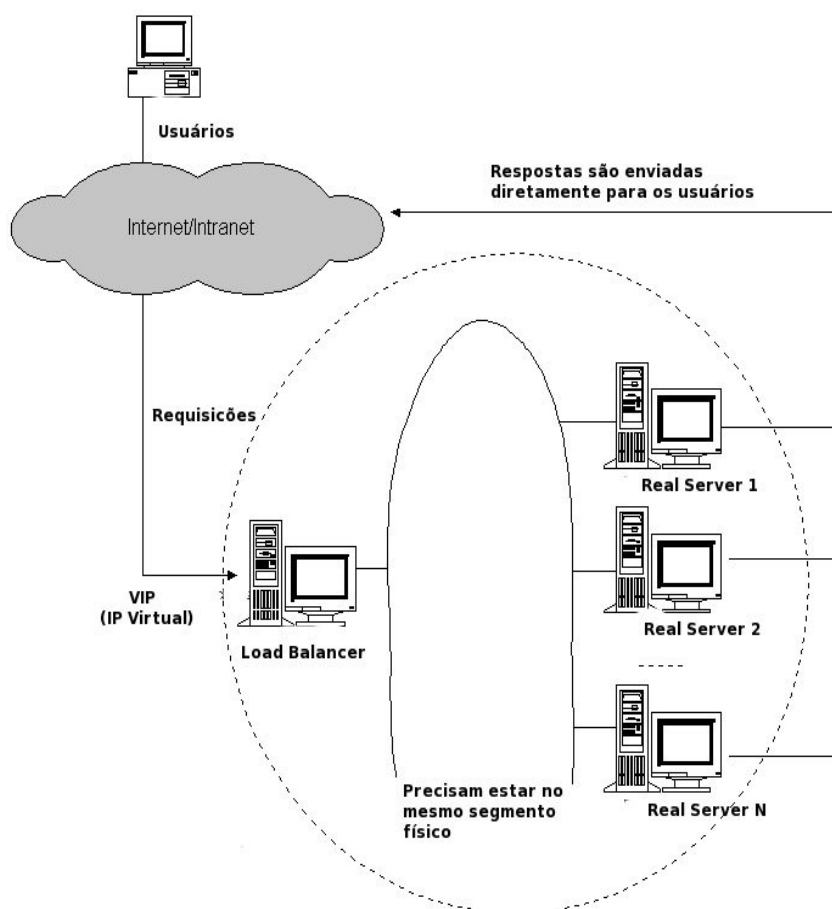 Usuários
Respostas são enviadas
diretamente para os usuários
Internet/Intranet
Requisicões
Real Server 1
VIP
(IP Virtual)
Load Balancer
Real Server 2
Precisam estar no
mesmo segmento
físico
Real Server N